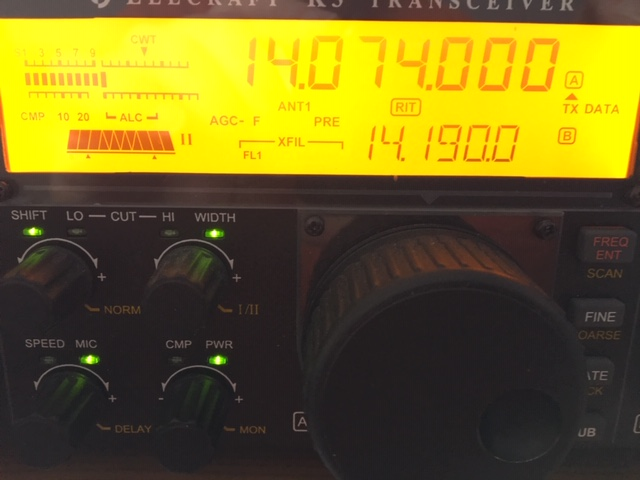 ELECRAFT K3 TRANSCEIVER
CWT
S1 3 5 7 9
14.074.000 A
ANT1 RIT TX DATA
CMP 10 20 ALC AGC- F PRE
14.190.0 B
II
XFIL
FL1
SHIFT LO CUT HI WIDTH
+ +
NORM I/II
SPEED MIC CMP PWR
- + - +
DELAY MON
FREQ
ENT
SCAN
FINE
OARSE
ATE
CK
UB
A